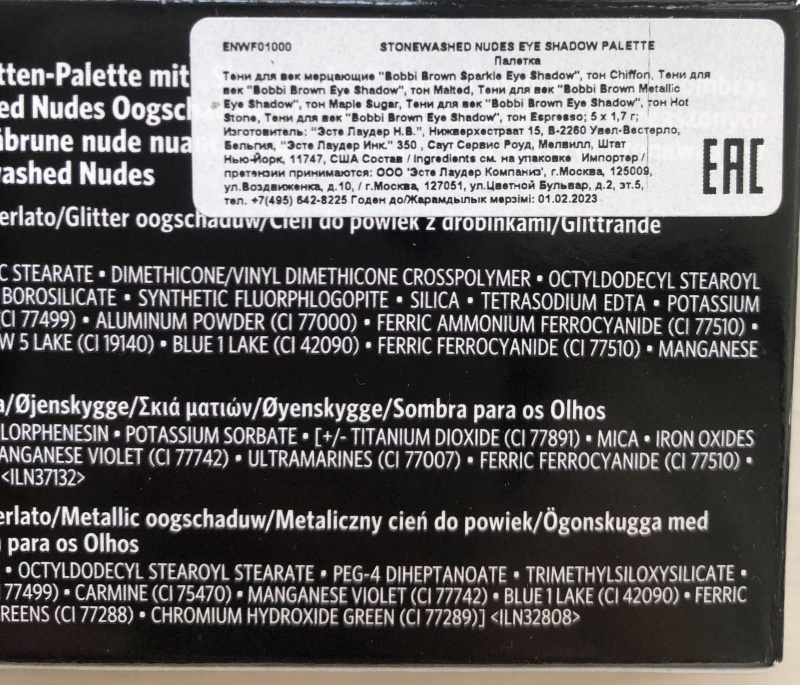 ENWF01000 STONEWASHED NUDES EYE SHADOW PALETTE
Палетка
Тени для век мерцающие "Bobbi Brown Sparkle Eye Shadow", тон Chiffon, Тени для
век "Bobbi Brown Eye Shadow", тон Malted, Тени для век "Bobbi Brown Metallic
Eye Shadow", тон Maple Sugar, Тени для век "Bobbi Brown Eye Shadow", тон Hot
Stone, Тени для век "Bobbi Brown Eye Shadow", тон Espresso; 5 x 1,7 г;
Изготовитель: "Эсте Лаудер Н.В.", Нижверхестраат 15, В-2260 Увел-Вестерло,
Бельгия, "Эсте Лаудер Инк." 350 , Саут Сервис Роуд, Мелвилл, Штат
Нью-Йорк, 11747, США Состав / Ingredients см. на упаковке Импортер /
претензии принимаются: ООО 'Эсте Лаудер Компаниз', г.Москва, 125009,
ул.Воздвиженка, д.10, / г.Москва, 127051, ул.Цветной Бульвар, д.2, эт.5,
тел. +7(495) 642-8225 Годен до/Жарамдылык мерзімі: 01.02.2023
EAC
tten-Palette mit
ed Nudes Oogsc
brune nude nua
washed Nudes
erlato/Glitter oogschaduw/Cień do powiek z drobinkami/Glittrande
C STEARATE • DIMETHICONE/VINYL DIMETHICONE CROSSPOLYMER • OCTYLDODECYL STEAROYL
BOROSILICATE • SYNTHETIC FLUORPHLOGOPITE • SILICA • TETRASODIUM EDTA • POTASSIUM
(CI 77499) • ALUMINUM POWDER (CI 77000) • FERRIC AMMONIUM FERROCYANIDE (CI 77510) •
W 5 LAKE (CI 19140) • BLUE 1 LAKE (CI 42090) • FERRIC FERROCYANIDE (CI 77510) • MANGANESE
a/Øjenskygge/Σκιά ματιών/Øyenskygge/Sombra para os Olhos
LORPHENESIN • POTASSIUM SORBATE • [+/- TITANIUM DIOXIDE (CI 77891) • MICA • IRON OXIDES
ANGANESE VIOLET (CI 77742) • ULTRAMARINES (CI 77007) • FERRIC FERROCYANIDE (CI 77510) •
<ILN37132>
erlato/Metallic oogschaduw/Metaliczny cień do powiek/Ögonskugga med
para os Olhos
• OCTYLDODECYL STEAROYL STEARATE • PEG-4 DIHEPTANOATE • TRIMETHYLSILOXYSILICATE •
77499) • CARMINE (CI 75470) • MANGANESE VIOLET (CI 77742) • BLUE 1 LAKE (CI 42090) • FERRIC
REENS (CI 77288) • CHROMIUM HYDROXIDE GREEN (CI 77289)] <ILN32808>